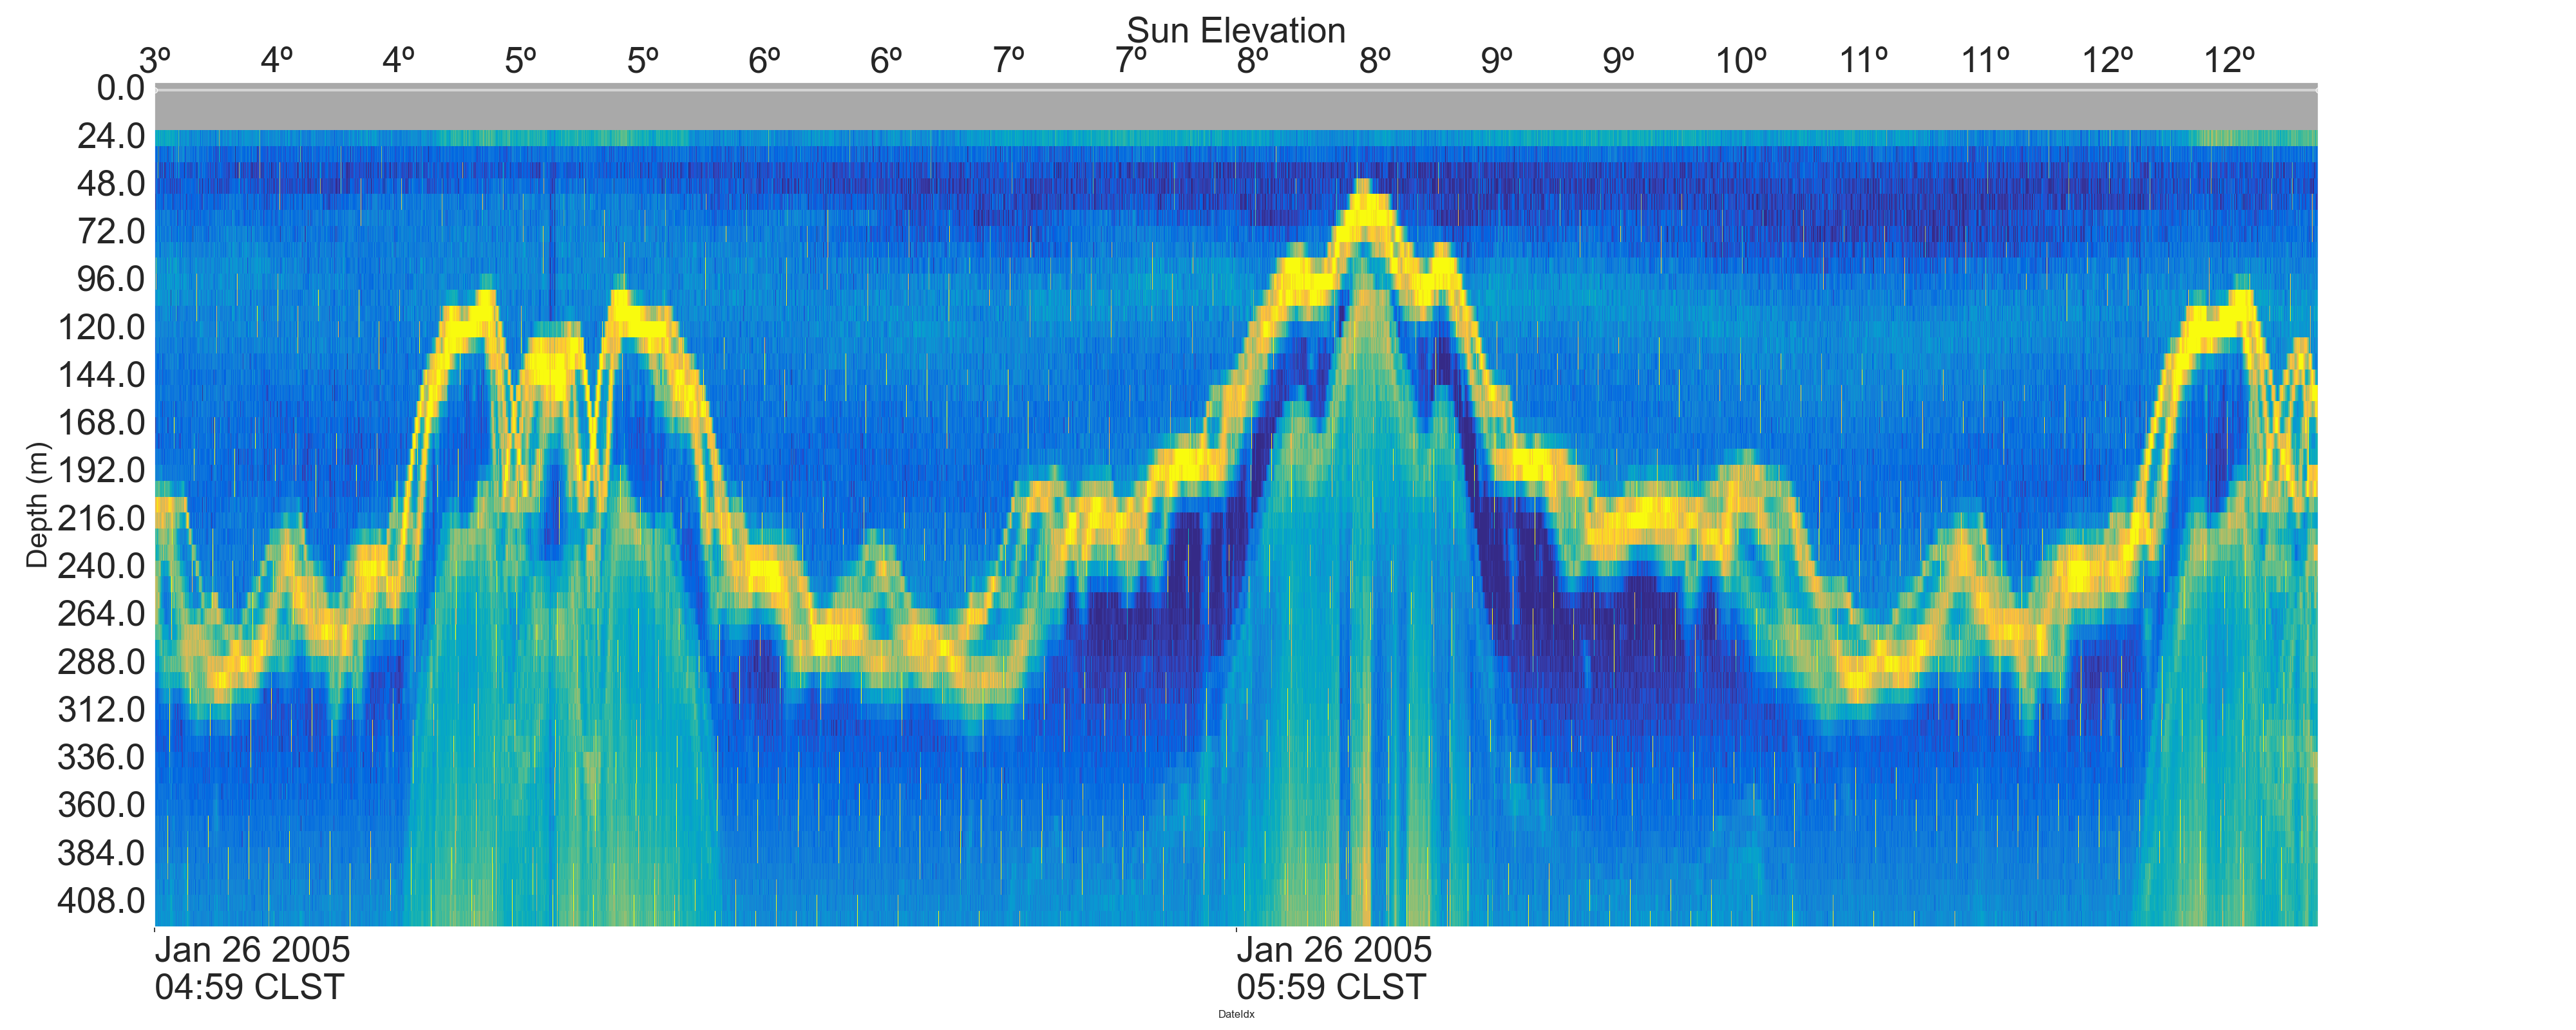 Sun Elevation
3º 4º 4º 5º 5º 6º 6º 7º 7º 8º 8º 9º 9º 10º 11º 11º 12º 12º
0.0
24.0
48.0
72.0
96.0
120.0
144.0
168.0
192.0
216.0
240.0
264.0
288.0
312.0
336.0
360.0
384.0
408.0
Depth (m)
Jan 26 2005
04:59 CLST
Jan 26 2005
05:59 CLST
DateIdx